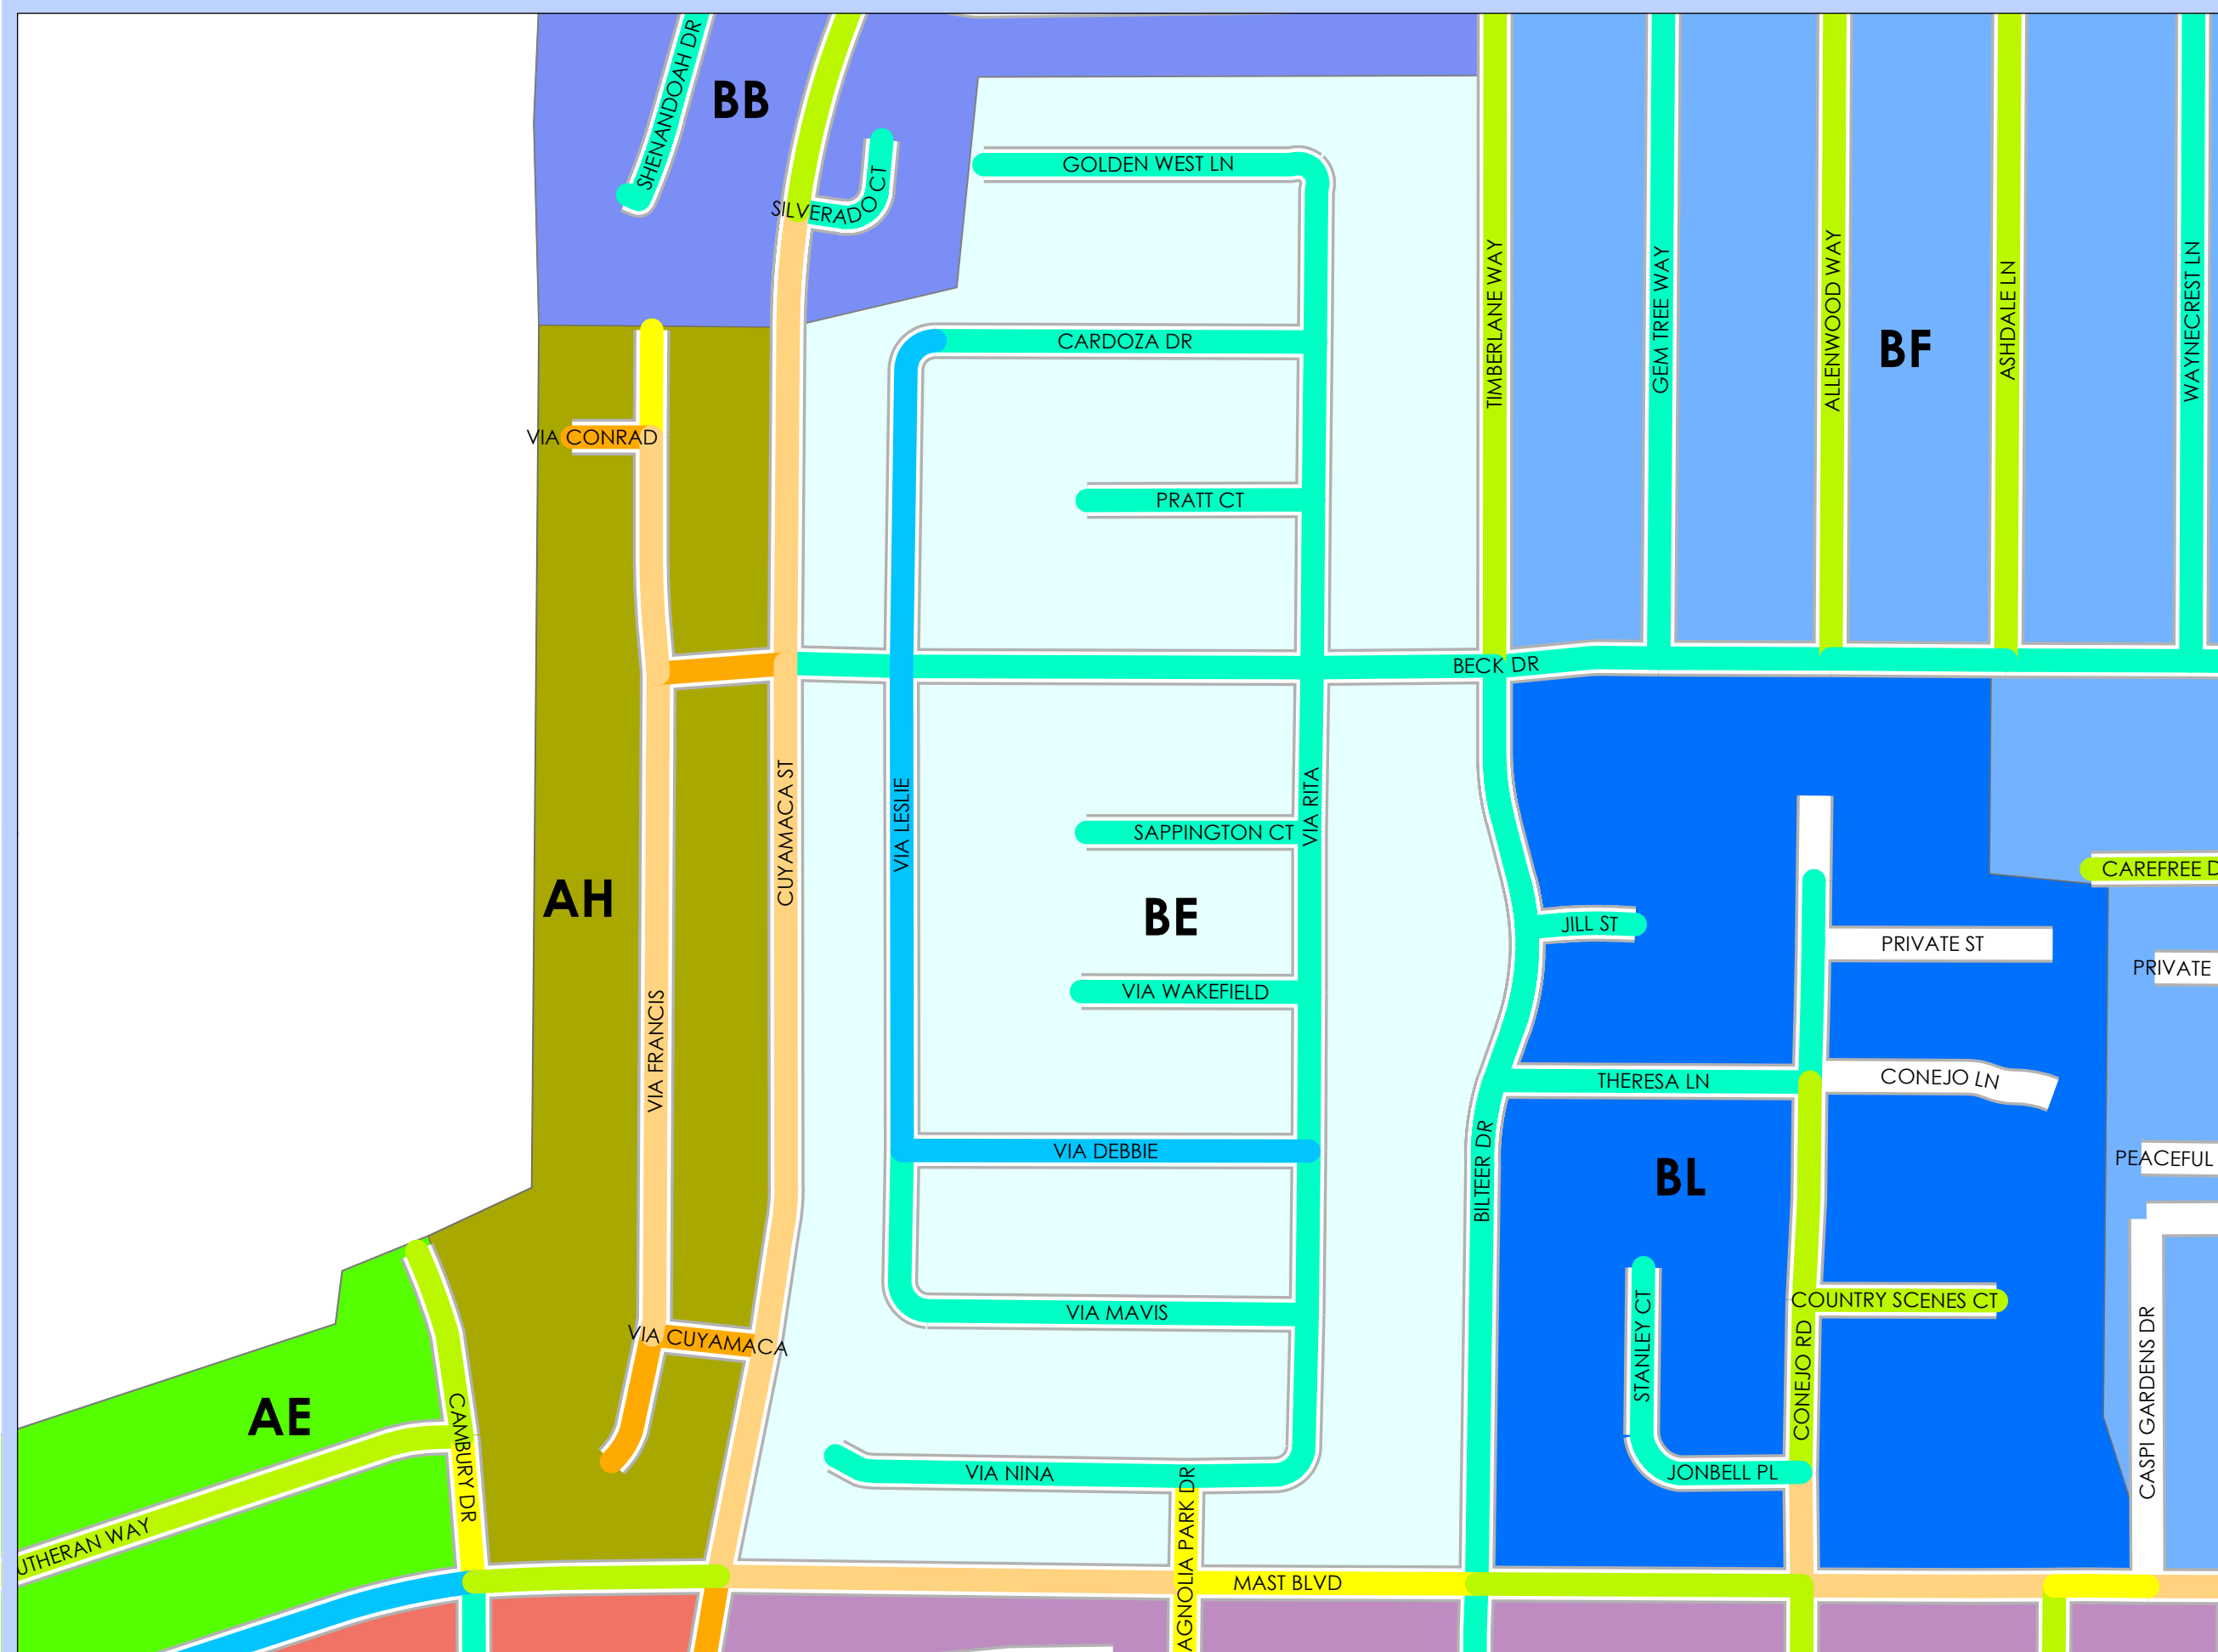 SHENANDOAH DR
BB
SILVERADO CT
GOLDEN WEST LN
TIMBERLANE WAY
GEM TREE WAY
ALLENWOOD WAY
BF
ASHDALE LN
WAYNECREST LN
CARDOZA DR
VIA CONRAD
PRATT CT
BECK DR
CUYAMACA ST
VIA LESLIE
VIA RITA
SAPPINGTON CT
CAREFREE D
AH
BE
JILL ST
PRIVATE ST
PRIVATE
VIA WAKEFIELD
VIA FRANCIS
THERESA LN
CONEJO LN
VIA DEBBIE
BILTEER DR
BL
PEACEFUL
VIA MAVIS
COUNTRY SCENES CT
VIA CUYAMACA
STANLEY CT
CONEJO RD
CASPI GARDENS DR
AE
CAMBURY DR
VIA NINA
JONBELL PL
UTHERAN WAY
AGNOLIA PARK DR
MAST BLVD